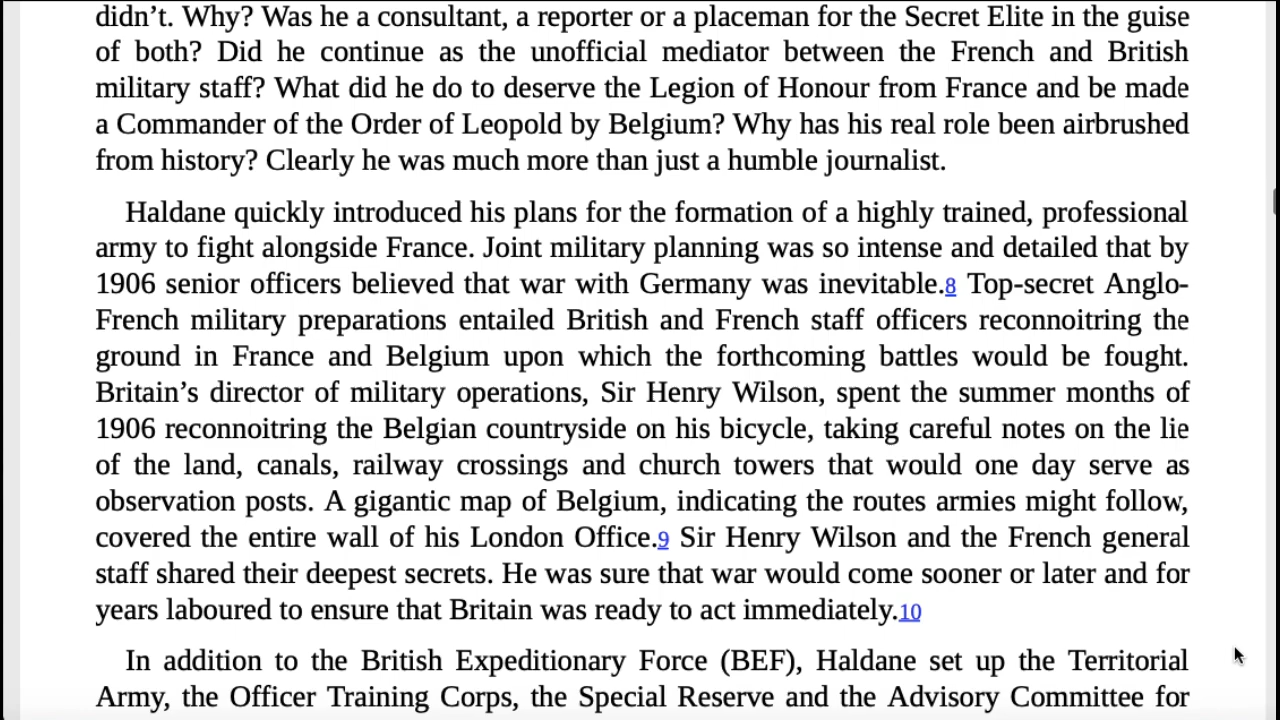 didn’t. Why? Was he a consultant, a reporter or a placeman for the Secret Elite in the guise
of both? Did he continue as the unofficial mediator between the French and British
military staff? What did he do to deserve the Legion of Honour from France and be made
a Commander of the Order of Leopold by Belgium? Why has his real role been airbrushed
from history? Clearly he was much more than just a humble journalist.
Haldane quickly introduced his plans for the formation of a highly trained, professional
army to fight alongside France. Joint military planning was so intense and detailed that by
1906 senior officers believed that war with Germany was inevitable.8 Top-secret Anglo-
French military preparations entailed British and French staff officers reconnoitring the
ground in France and Belgium upon which the forthcoming battles would be fought.
Britain’s director of military operations, Sir Henry Wilson, spent the summer months of
1906 reconnoitring the Belgian countryside on his bicycle, taking careful notes on the lie
of the land, canals, railway crossings and church towers that would one day serve as
observation posts. A gigantic map of Belgium, indicating the routes armies might follow,
covered the entire wall of his London Office.9 Sir Henry Wilson and the French general
staff shared their deepest secrets. He was sure that war would come sooner or later and for
years laboured to ensure that Britain was ready to act immediately.10
In addition to the British Expeditionary Force (BEF), Haldane set up the Territorial
Army, the Officer Training Corps, the Special Reserve and the Advisory Committee for